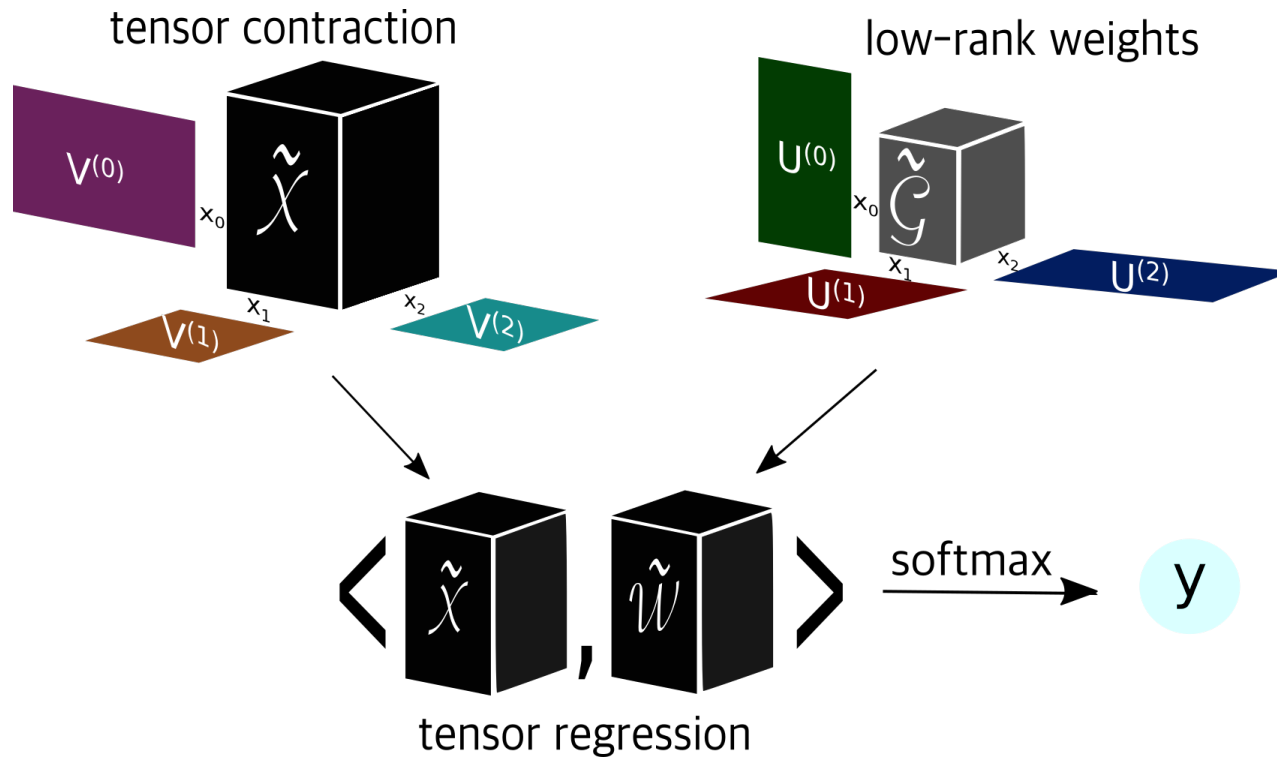 tensor contraction
low-rank weights
V⁽⁰⁾
X̃
x₀
x₁
x₂
V⁽¹⁾
V⁽²⁾
U⁽⁰⁾
G̃
x₀
x₁
x₂
U⁽¹⁾
U⁽²⁾
< X̃ , W̃ >
softmax
y
tensor regression